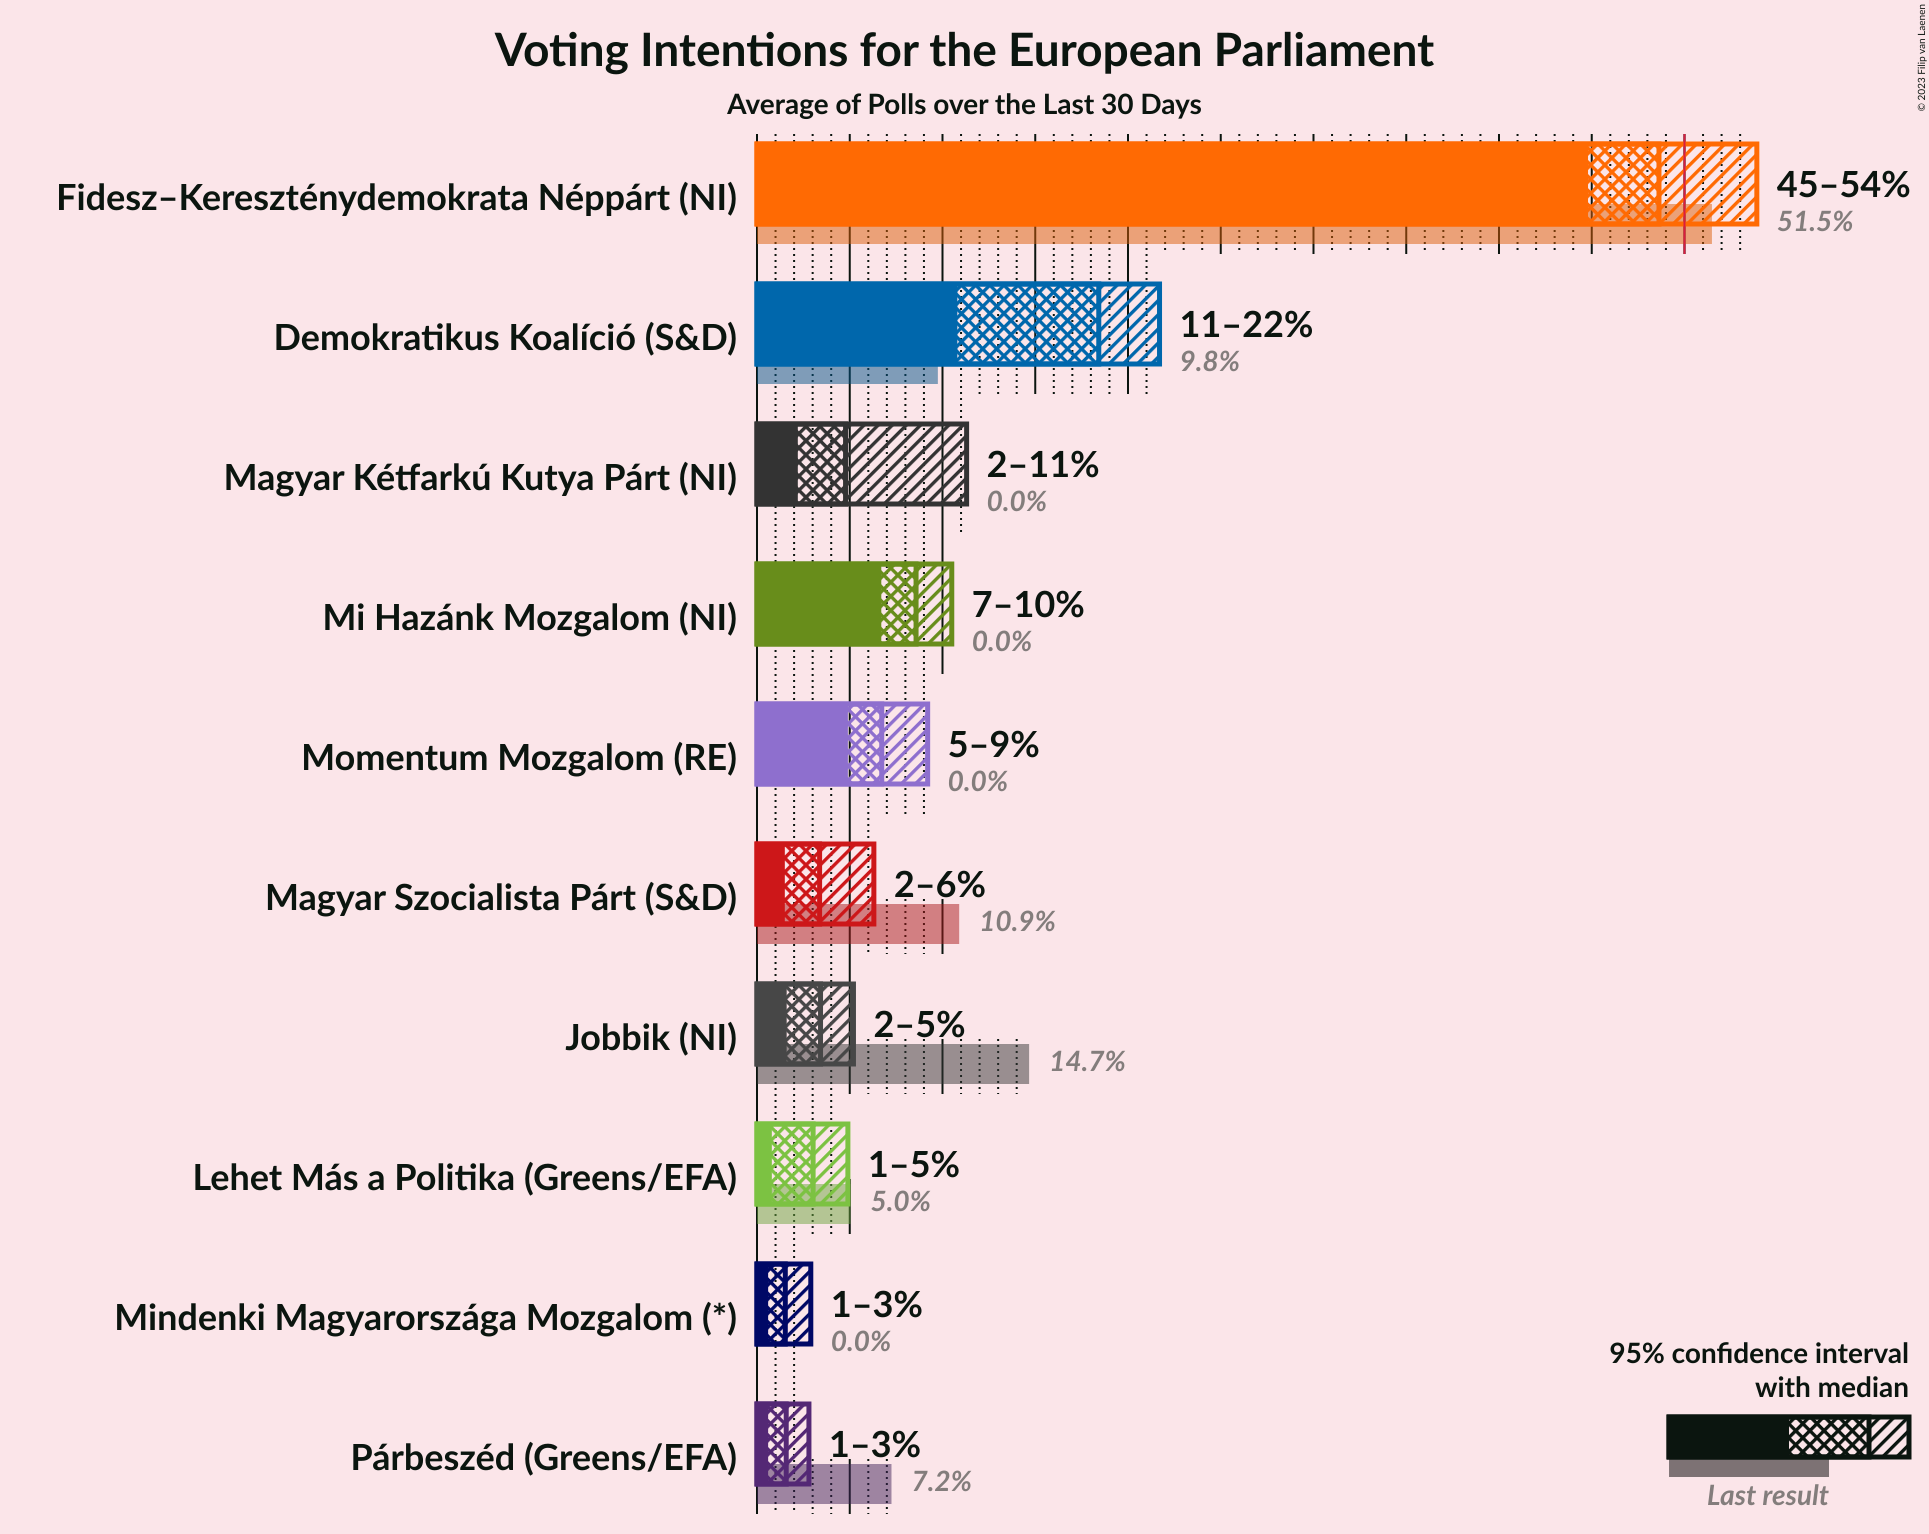 © 2023 Filip van Laenen
Voting Intentions for the European Parliament
Average of Polls over the Last 30 Days
Fidesz–Kereszténydemokrata Néppárt (NI)
45–54%
51.5%
Demokratikus Koalíció (S&D)
11–22%
9.8%
Magyar Kétfarkú Kutya Párt (NI)
2–11%
0.0%
Mi Hazánk Mozgalom (NI)
7–10%
0.0%
Momentum Mozgalom (RE)
5–9%
0.0%
Magyar Szocialista Párt (S&D)
2–6%
10.9%
Jobbik (NI)
2–5%
14.7%
Lehet Más a Politika (Greens/EFA)
1–5%
5.0%
Mindenki Magyarországa Mozgalom (*)
1–3%
0.0%
Párbeszéd (Greens/EFA)
1–3%
7.2%
95% confidence interval
with median
Last result